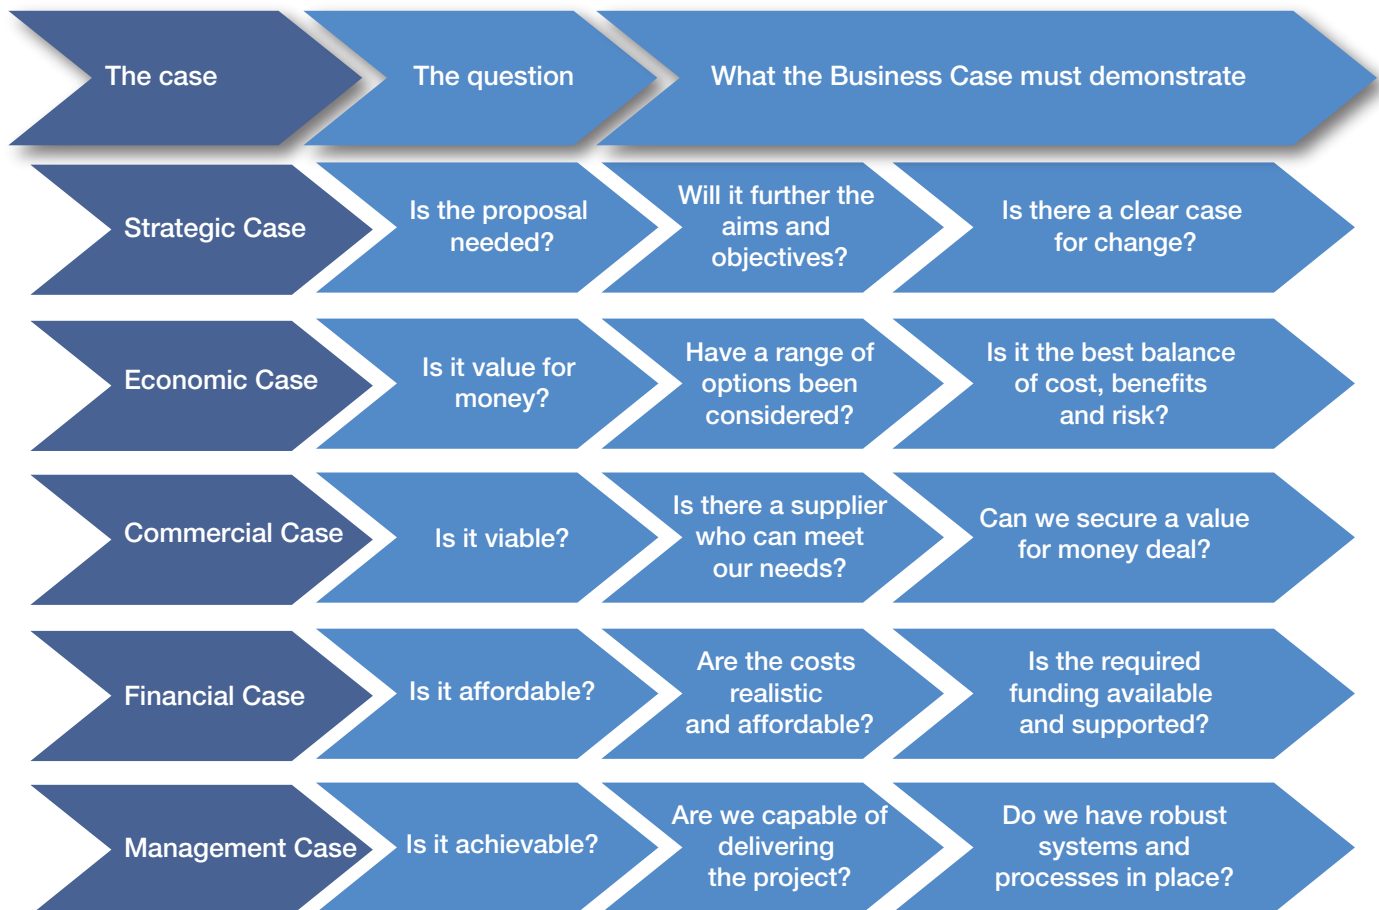 The case
The question
What the Business Case must demonstrate
Strategic Case
Is the proposal
needed?
Will it further the
aims and
objectives?
Is there a clear case
for change?
Economic Case
Is it value for
money?
Have a range of
options been
considered?
Is it the best balance
of cost, benefits
and risk?
Commercial Case
Is it viable?
Is there a supplier
who can meet
our needs?
Can we secure a value
for money deal?
Financial Case
Is it affordable?
Are the costs
realistic
and affordable?
Is the required
funding available
and supported?
Management Case
Is it achievable?
Are we capable of
delivering
the project?
Do we have robust
systems and
processes in place?